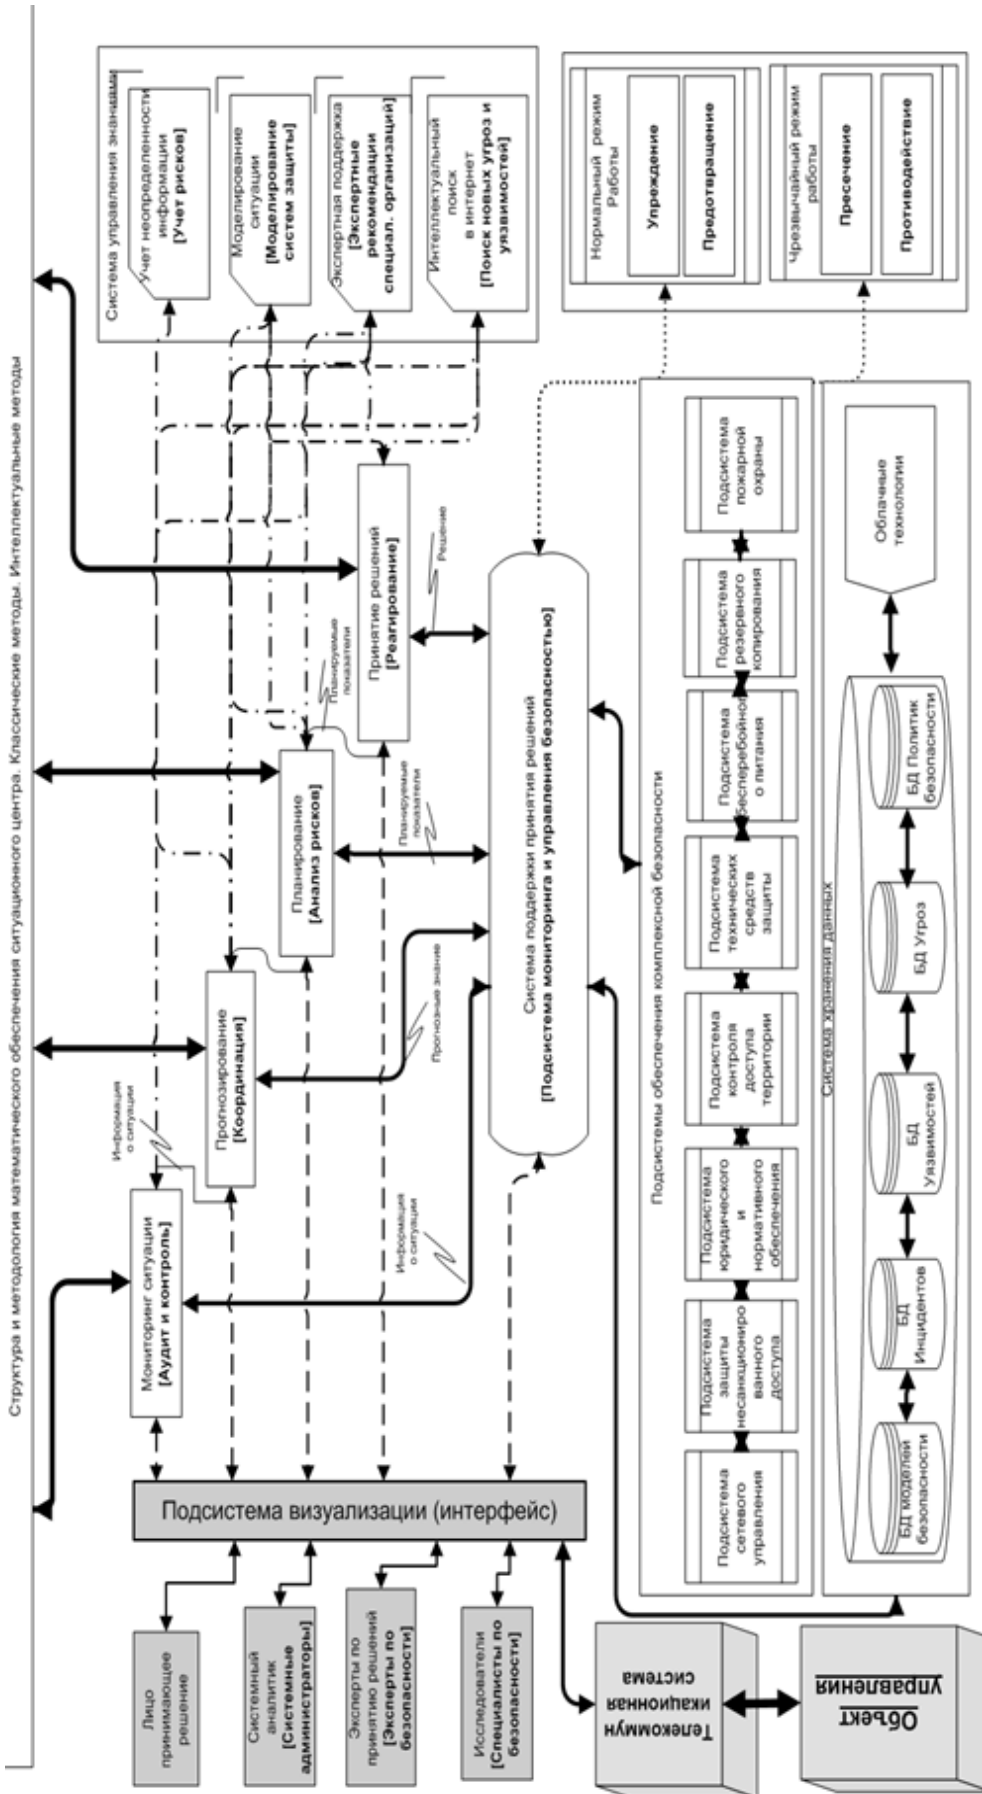 Структура и методология математического обеспечения ситуационного центра. Классические методы. Интеллектуальные методы
Система управления знаниями
Учет неопределенности
информации
[Учет рисков]
Моделирование
ситуации
[Моделирование
систем защиты]
Экспертная поддержка
[Экспертные
рекомендации
специал. организаций]
Интеллектуальный
поиск
в интернет
[Поиск новых угроз и
уязвимостей]
Нормальный режим
Работы
Упреждение
Предотвращение
Чрезвычайный режим
работы
Пресечение
Противодействие
Мониторинг ситуации
[Аудит и контроль]
Информация
о ситуации
Прогнозирование
[Координация]
Планирование
[Анализ рисков]
Планируемые
показатели
Принятие решений
[Реагирование]
Информация
о ситуации
Прогнозные знание
Планируемые
показатели
Решение
Система поддержки принятия решений
[Подсистема мониторинга и управления безопасностью]
Подсистема визуализации (интерфейс)
Лицо
принимающее
решение
Системный
аналитик
[Системные
администраторы]
Эксперты по
принятию решений
[Эксперты по
безопасности]
Исследователи
[Специалисты по
безопасности]
Телекоммун
икационная
система
Объект
управления
Подсистемы обеспечения комплексной безопасности
Подсистема
сетевого
управления
Подсистема
защиты
несанкциониро
ванного
доступа
Подсистема
юридического
и
нормативного
обеспечения
Подсистема
контроля
доступа
территории
Подсистема
технических
средств
защиты
Подсистема
бесперебойног
о питания
Подсистема
резервного
копирования
Подсистема
пожарной
охраны
Система хранения данных
БД моделей
безопасности
БД
Инцидентов
БД
Уязвимостей
БД Угроз
БД Политик
безопасности
Облачные
технологии